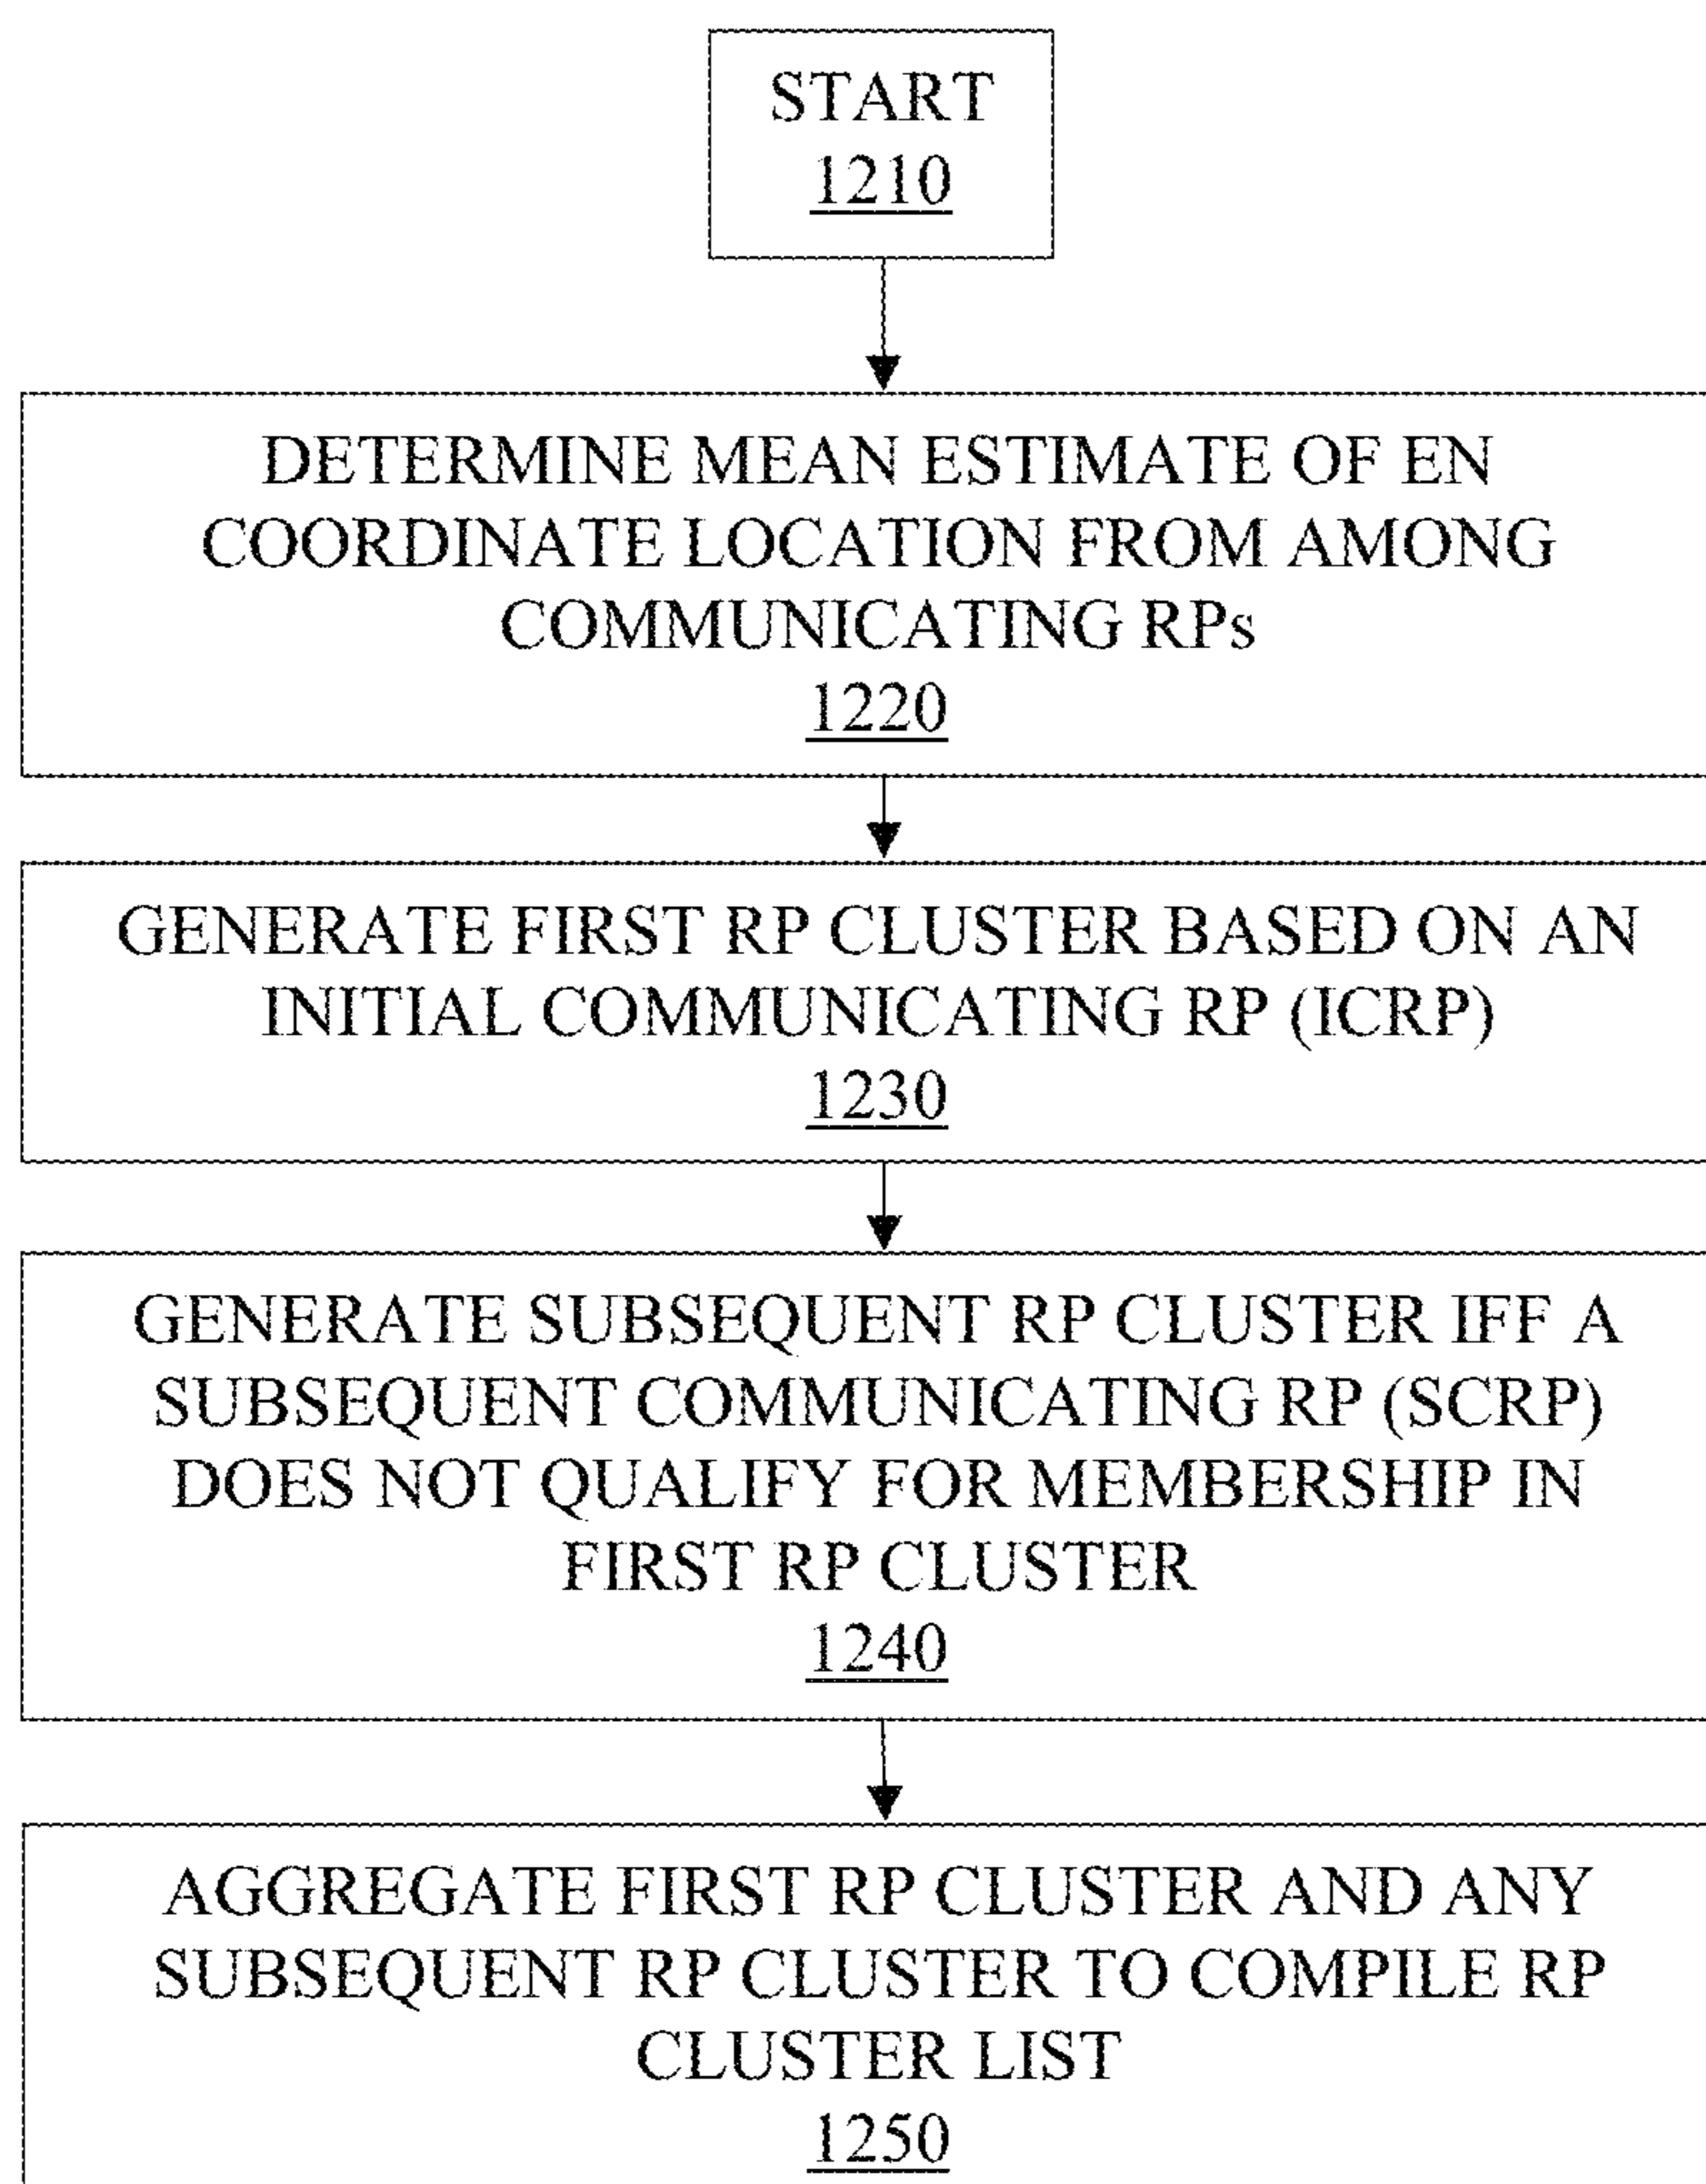 START
1210
DETERMINE MEAN ESTIMATE OF EN
COORDINATE LOCATION FROM AMONG
COMMUNICATING RPs
1220
GENERATE FIRST RP CLUSTER BASED ON AN
INITIAL COMMUNICATING RP (ICRP)
1230
GENERATE SUBSEQUENT RP CLUSTER IFF A
SUBSEQUENT COMMUNICATING RP (SCRP)
DOES NOT QUALIFY FOR MEMBERSHIP IN
FIRST RP CLUSTER
1240
AGGREGATE FIRST RP CLUSTER AND ANY
SUBSEQUENT RP CLUSTER TO COMPILE RP
CLUSTER LIST
1250